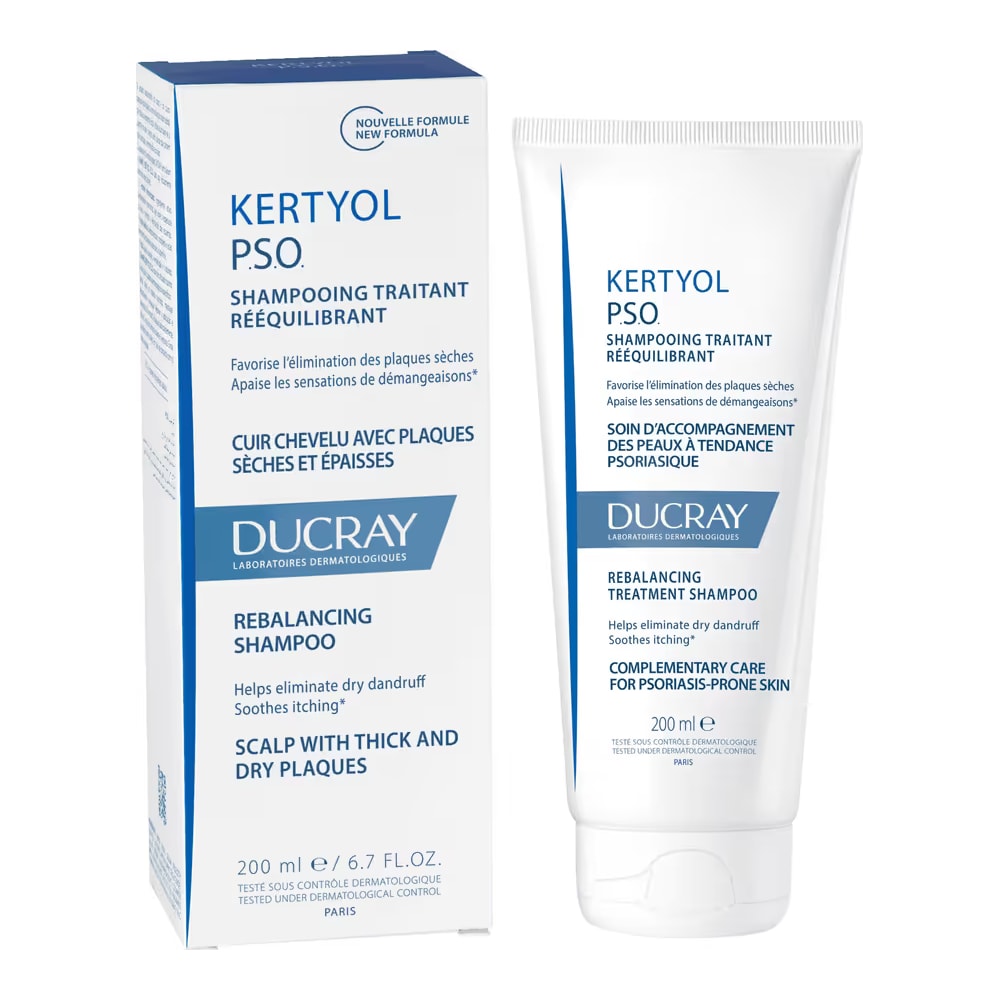 NOUVELLE FORMULE
NEW FORMULA
KERTYOL
P.S.O.
SHAMPOOING TRAITANT
RÉÉQUILIBRANT
Favorise l'élimination des plaques sèches
Apaise les sensations de démangeaisons*
CUIR CHEVELU AVEC PLAQUES
SÈCHES ET ÉPAISSES
DUCRAY
LABORATOIRES DERMATOLOGIQUES
REBALANCING
SHAMPOO
Helps eliminate dry dandruff
Soothes itching*
SCALP WITH THICK AND
DRY PLAQUES
200 ml ℮ / 6.7 FL.OZ.
TESTÉ SOUS CONTRÔLE DERMATOLOGIQUE
TESTED UNDER DERMATOLOGICAL CONTROL
PARIS
KERTYOL
P.S.O.
SHAMPOOING TRAITANT
RÉÉQUILIBRANT
Favorise l'élimination des plaques sèches
Apaise les sensations de démangeaisons*
SOIN D'ACCOMPAGNEMENT
DES PEAUX À TENDANCE
PSORIASIQUE
DUCRAY
LABORATOIRES DERMATOLOGIQUES
REBALANCING
TREATMENT SHAMPOO
Helps eliminate dry dandruff
Soothes itching*
COMPLEMENTARY CARE
FOR PSORIASIS-PRONE SKIN
200 ml ℮
TESTÉ SOUS CONTRÔLE DERMATOLOGIQUE
TESTED UNDER DERMATOLOGICAL CONTROL
PARIS